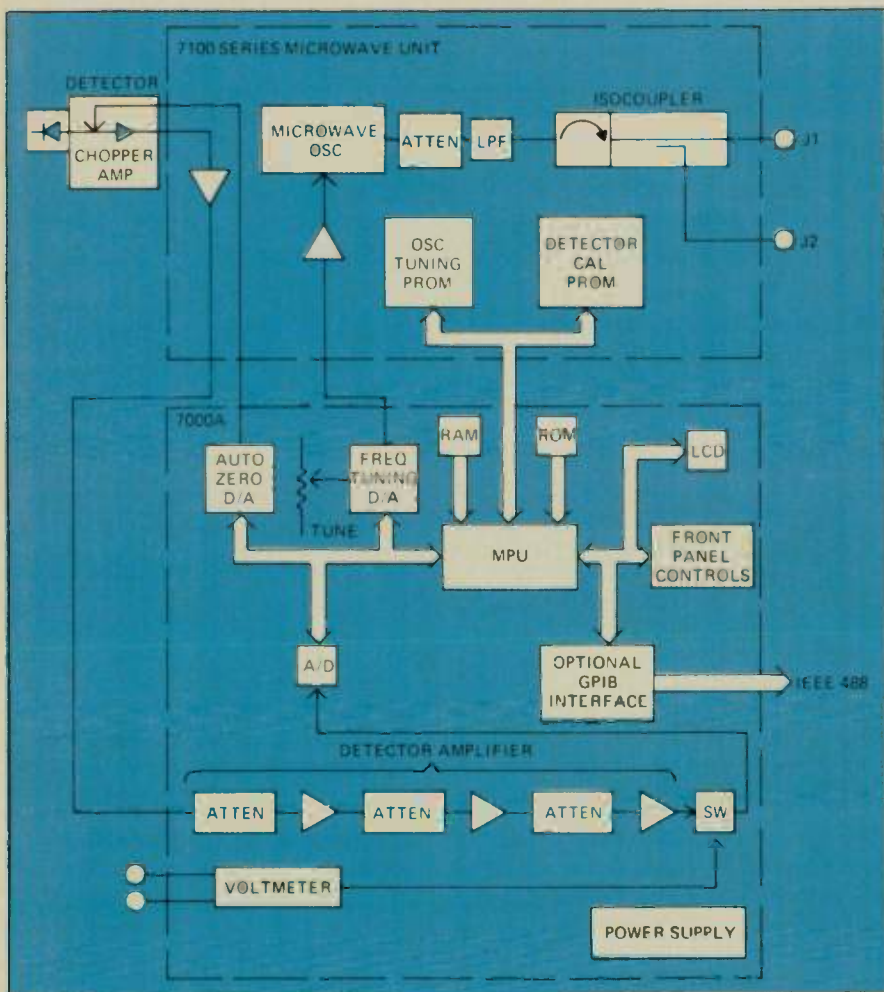 7100 SERIES MICROWAVE UNIT
DETECTOR
CHOPPER
AMP
MICROWAVE
OSC
ATTEN
LPF
ISOCOUPLER
J1
J2
OSC
TUNING
PROM
DETECTOR
CAL
PROM
7000A
AUTO
ZERO
D/A
TUNE
FREQ
TUNING
D/A
RAM
ROM
LCD
MPU
FRONT
PANEL
CONTROLS
A/D
OPTIONAL
GPIB
INTERFACE
IEEE 488
DETECTOR AMPLIFIER
ATTEN
ATTEN
ATTEN
SW
VOLTMETER
POWER SUPPLY